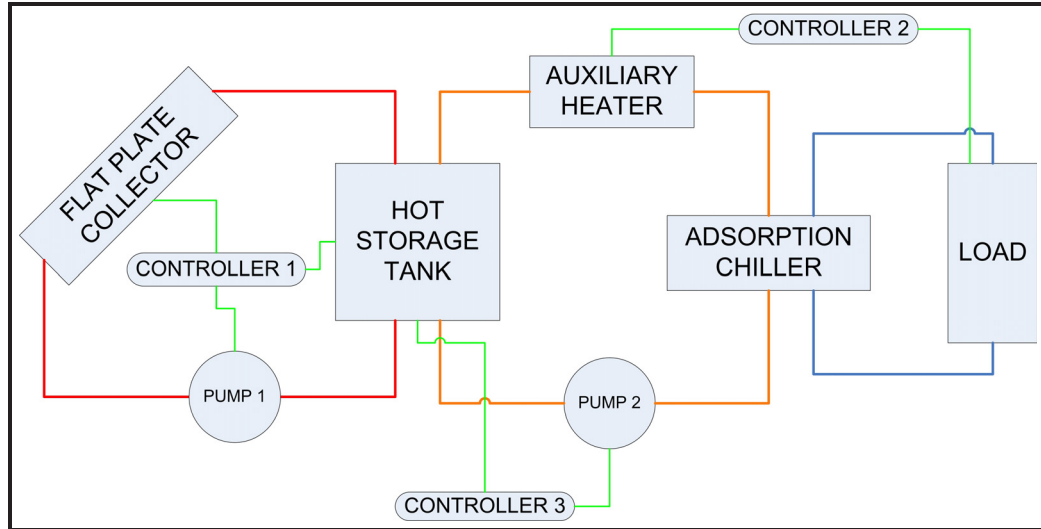 CONTROLLER 2
AUXILIARY
HEATER
FLAT PLATE
COLLECTOR
HOT
STORAGE
TANK
ADSORPTION
CHILLER
LOAD
CONTROLLER 1
PUMP 1
PUMP 2
CONTROLLER 3